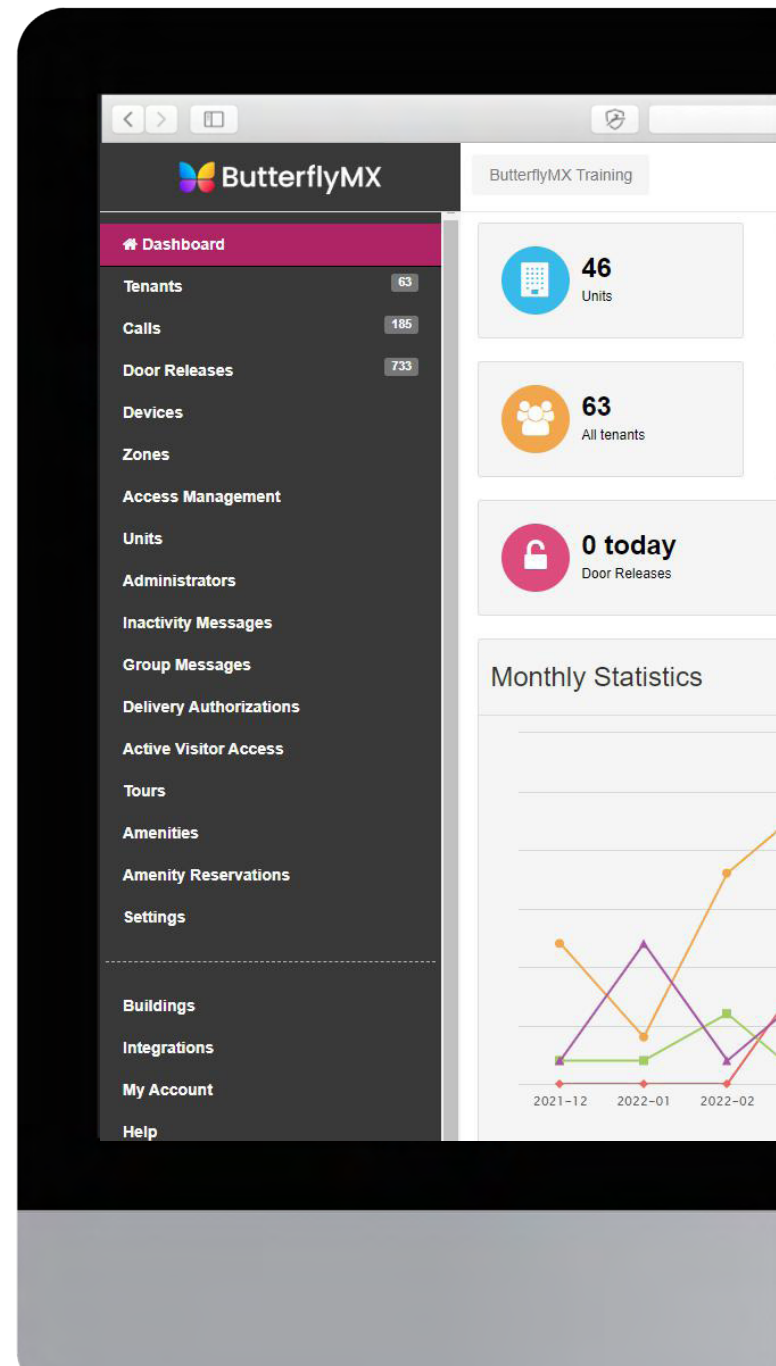 ButterflyMX
ButterflyMX Training
Dashboard
Tenants 63
Calls 185
Door Releases 733
Devices
Zones
Access Management
Units
Administrators
Inactivity Messages
Group Messages
Delivery Authorizations
Active Visitor Access
Tours
Amenities
Amenity Reservations
Settings
Buildings
Integrations
My Account
Help
46
Units
63
All tenants
0 today
Door Releases
Monthly Statistics
2021-12 2022-01 2022-02